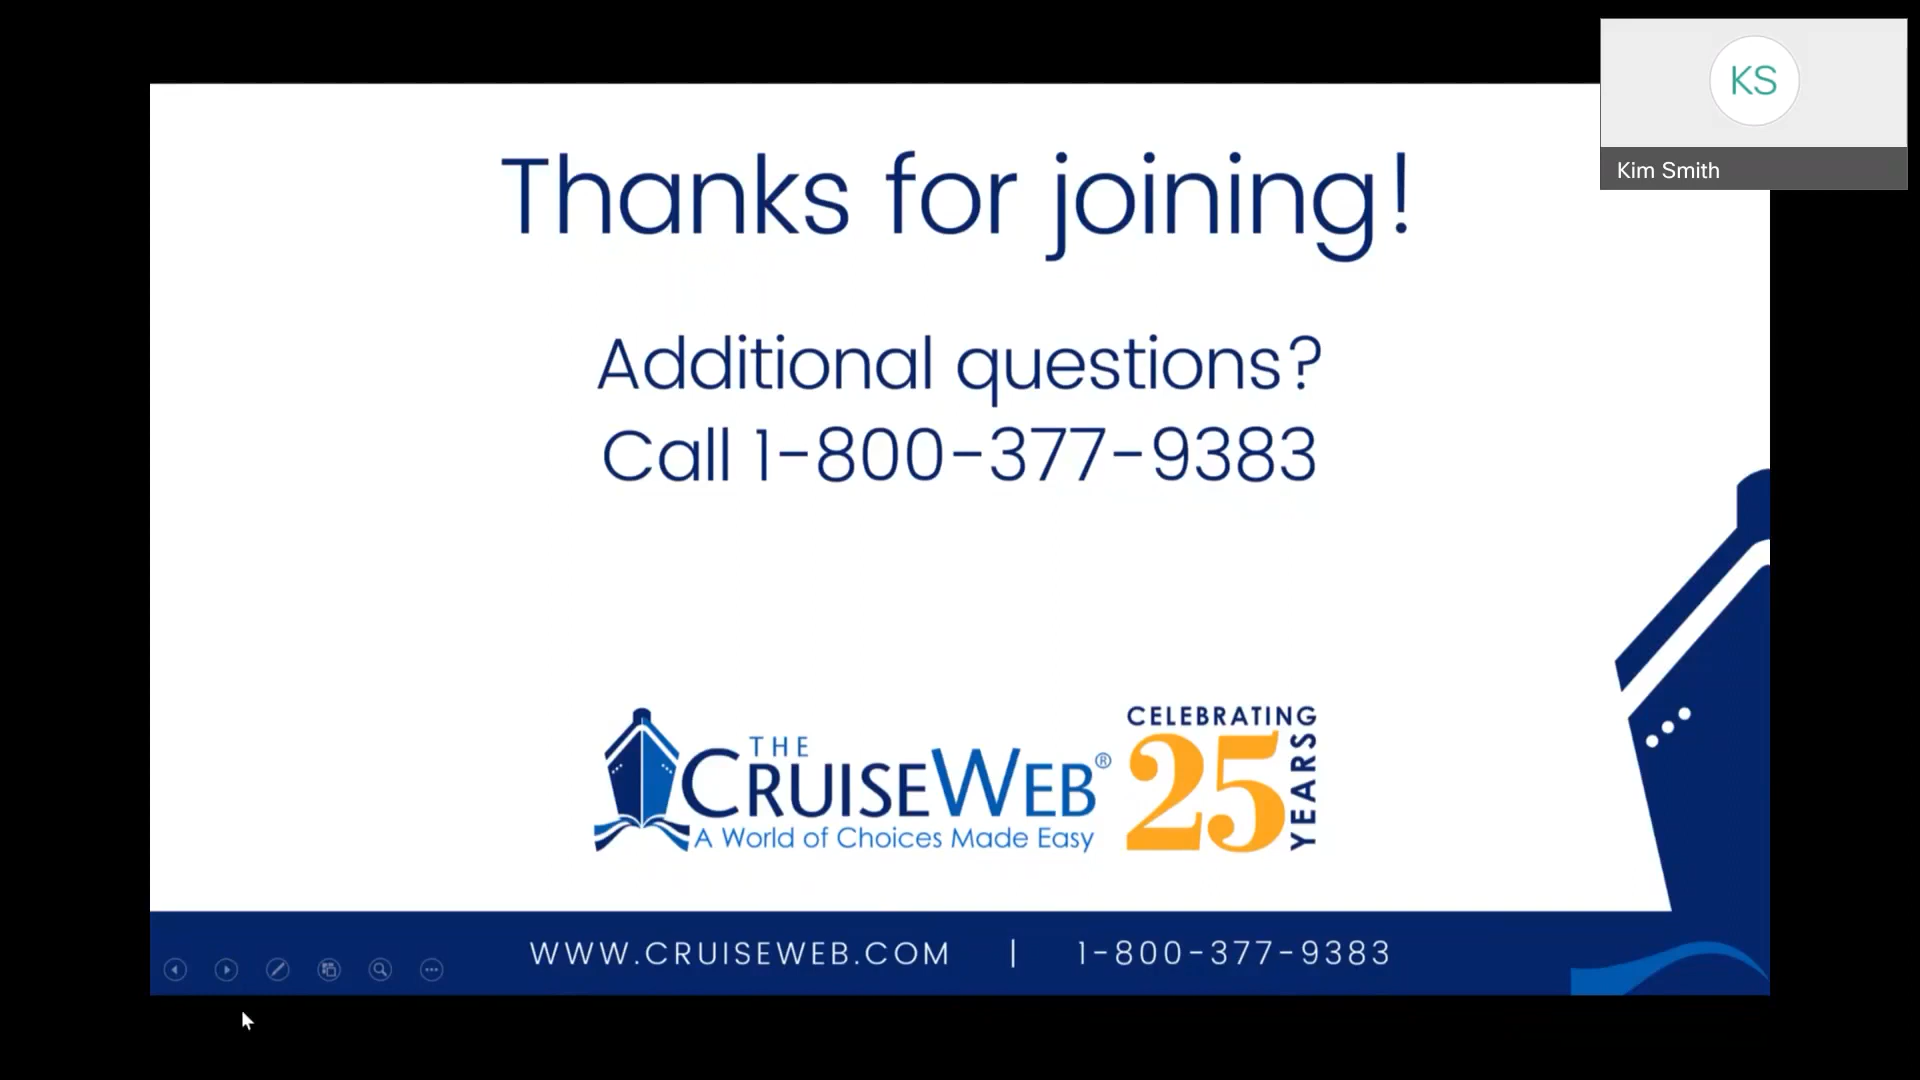 KS
Kim Smith
Thanks for joining!
Additional questions?
Call 1-800-377-9383
THE
CRUISEWEB®
A World of Choices Made Easy
CELEBRATING
25
YEARS
WWW.CRUISEWEB.COM | 1-800-377-9383